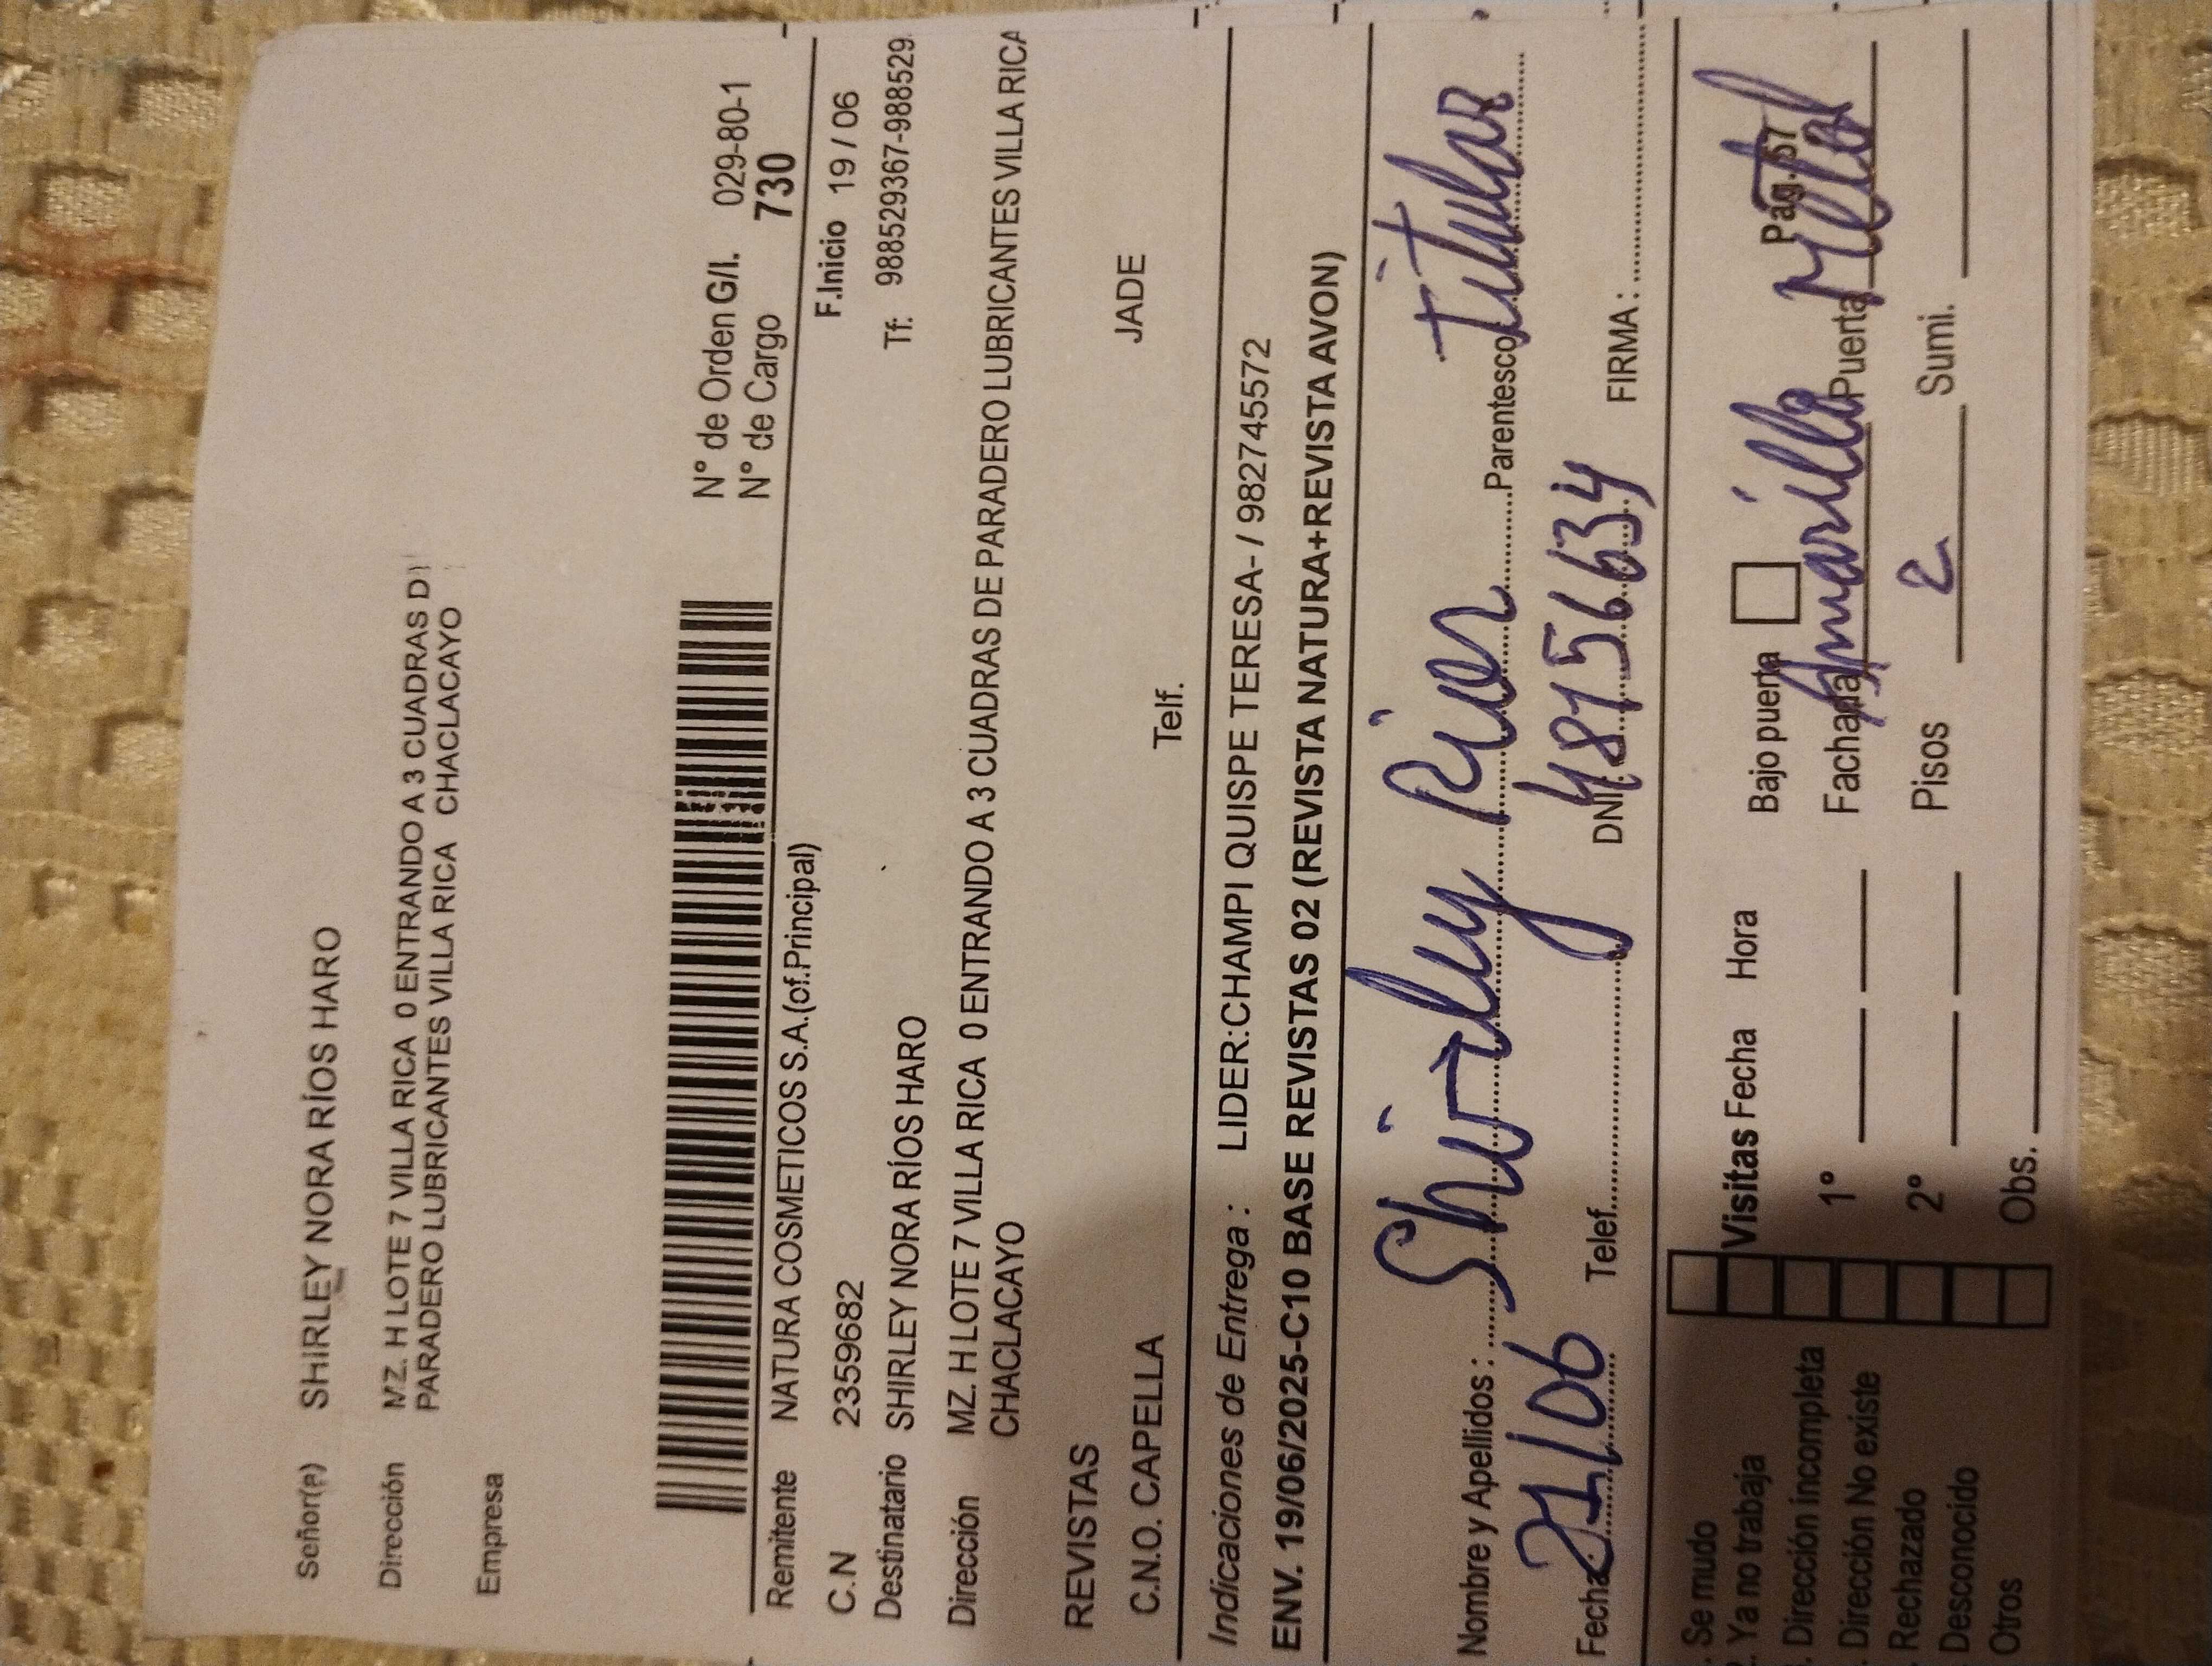 Señor(a) SHIRLEY NORA RÍOS HARO
Dirección MZ. H LOTE 7 VILLA RICA 0 ENTRANDO A 3 CUADRAS
PARADERO LUBRICANTES VILLA RICA CHACLACAYO
Empresa
N° de Orden G/I. 029-80-1
N° de Cargo 730
Remitente NATURA COSMETICOS S.A.(of.Principal)
F.Inicio 19 / 06
C.N 2359682
Destinatario SHIRLEY NORA RÍOS HARO Tf: 988529367-988529
Dirección MZ. H LOTE 7 VILLA RICA 0 ENTRANDO A 3 CUADRAS DE PARADERO LUBRICANTES VILLA RICA
CHACLACAYO
REVISTAS JADE
C.N.O. CAPELLA Telf.
Indicaciones de Entrega : LIDER:CHAMPI QUISPE TERESA- / 982745572
ENV. 19/06/2025-C10 BASE REVISTAS 02 (REVISTA NATURA+REVISTA AVON)
Nombre y Apellidos : Shirley Rios Parentesco Titular
Fecha: 21/06 Telef. DNI: 48156634 FIRMA :
Se mudo
Ya no trabaja
Dirección incompleta
Dirección No existe
Rechazado
Desconocido
Otros
Visitas Fecha Hora
1°
2°
Obs.
Bajo puerta Pág. 57
Fachada Amarillo Puerta Metal
Pisos 2 Sumi.